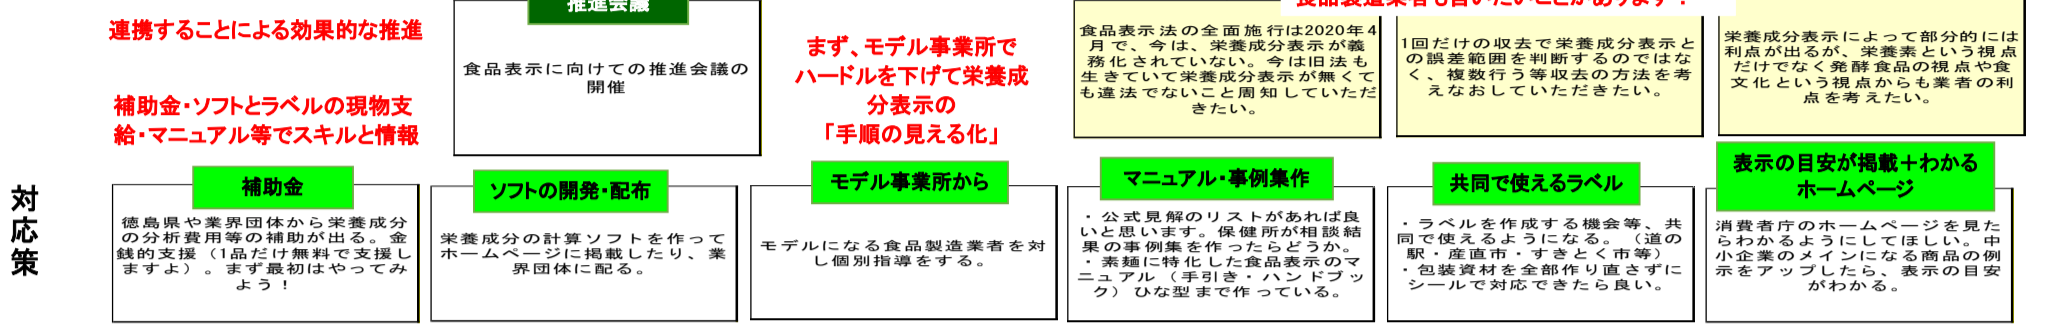 推進会議
食品製造業者も言いたいことがあります！
連携することによる効果的な推進
補助金・ソフトとラベルの現物支
給・マニュアル等でスキルと情報
食品表示に向けての推進会議の
開催
まず、モデル事業所で
ハードルを下げて栄養成
分表示の
「手順の見える化」
食品表示法の全面施行は2020年4
月で、今は、栄養成分表示が義
務化されていない。今は旧法も
生きていて栄養成分表示が無くて
も違法でないこと周知していただ
きたい。
1回だけの収去で栄養成分表示と
の誤差範囲を判断するのではな
く、複数行う等収去の方法を考
えなおしていただきたい。
栄養成分表示によって部分的には
利点が出るが、栄養素という視点
だけでなく発酵食品の視点や食
文化という視点からも業者の利
点を考えたい。
対応策
補助金
徳島県や業界団体から栄養成分
の分析費用等の補助が出る。金
銭的支援（1品だけ無料で支援し
ますよ）。まず最初はやってみ
よう！
ソフトの開発・配布
栄養成分の計算ソフトを作って
ホームページに掲載したり、業
界団体に配る。
モデル事業所から
モデルになる食品製造業者を対
し個別指導をする。
マニュアル・事例集作
・公式見解のリストがあれば良
いと思います。保健所が相談結
果の事例集を作ったらどうか。
・素麺に特化した食品表示のマ
ニュアル（手引き・ハンドブッ
ク）ひな型まで作っている。
共同で使えるラベル
・ラベルを作成する機会等、共
同で使えるようになる。（道の
駅・産直市・すきとく市等）
・包装資材を全部作り直さずに
シールで対応できたら良い。
表示の目安が掲載＋わかる
ホームページ
消費者庁のホームページを見た
らわかるようにしてほしい。中
小企業のメインになる商品の例
示をアップしたら、表示の目安
がわかる。